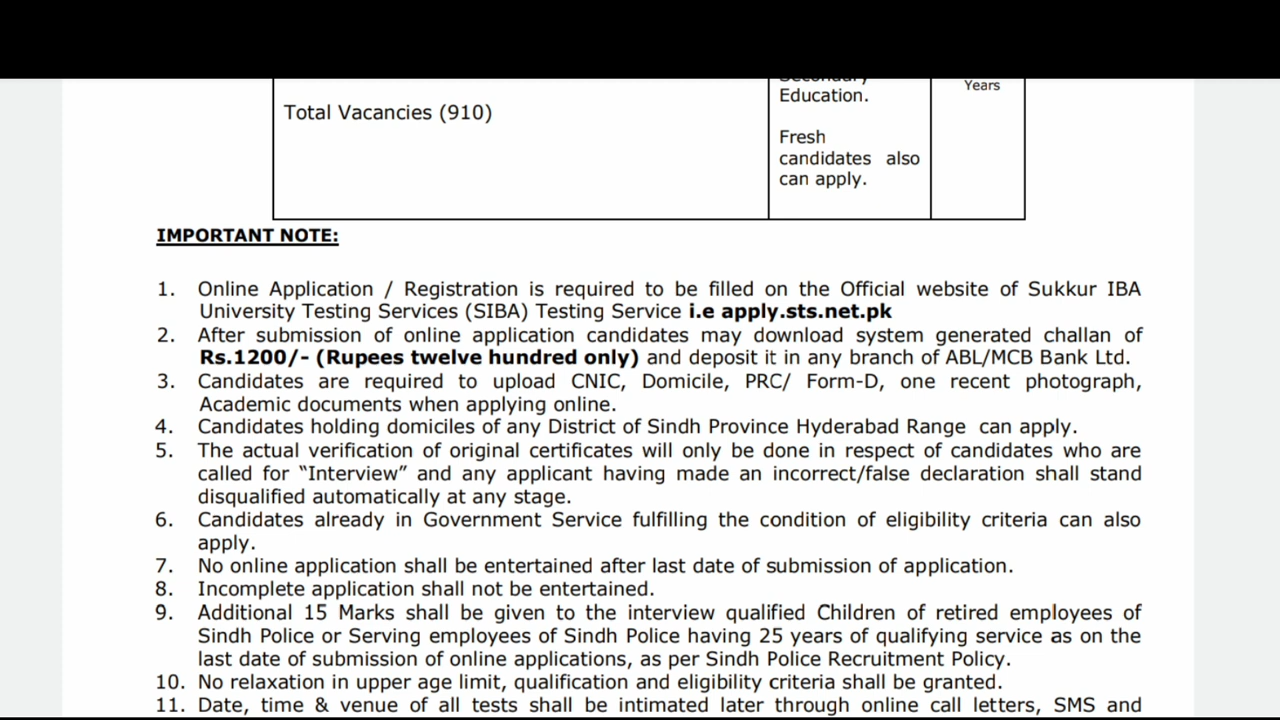 Secondary
Education.
Years
Total Vacancies (910)
Fresh
candidates also
can apply.
IMPORTANT NOTE:
1. Online Application / Registration is required to be filled on the Official website of Sukkur IBA
University Testing Services (SIBA) Testing Service i.e apply.sts.net.pk
2. After submission of online application candidates may download system generated challan of
Rs.1200/- (Rupees twelve hundred only) and deposit it in any branch of ABL/MCB Bank Ltd.
3. Candidates are required to upload CNIC, Domicile, PRC/ Form-D, one recent photograph,
Academic documents when applying online.
4. Candidates holding domiciles of any District of Sindh Province Hyderabad Range can apply.
5. The actual verification of original certificates will only be done in respect of candidates who are
called for “Interview” and any applicant having made an incorrect/false declaration shall stand
disqualified automatically at any stage.
6. Candidates already in Government Service fulfilling the condition of eligibility criteria can also
apply.
7. No online application shall be entertained after last date of submission of application.
8. Incomplete application shall not be entertained.
9. Additional 15 Marks shall be given to the interview qualified Children of retired employees of
Sindh Police or Serving employees of Sindh Police having 25 years of qualifying service as on the
last date of submission of online applications, as per Sindh Police Recruitment Policy.
10. No relaxation in upper age limit, qualification and eligibility criteria shall be granted.
11. Date, time & venue of all tests shall be intimated later through online call letters, SMS and